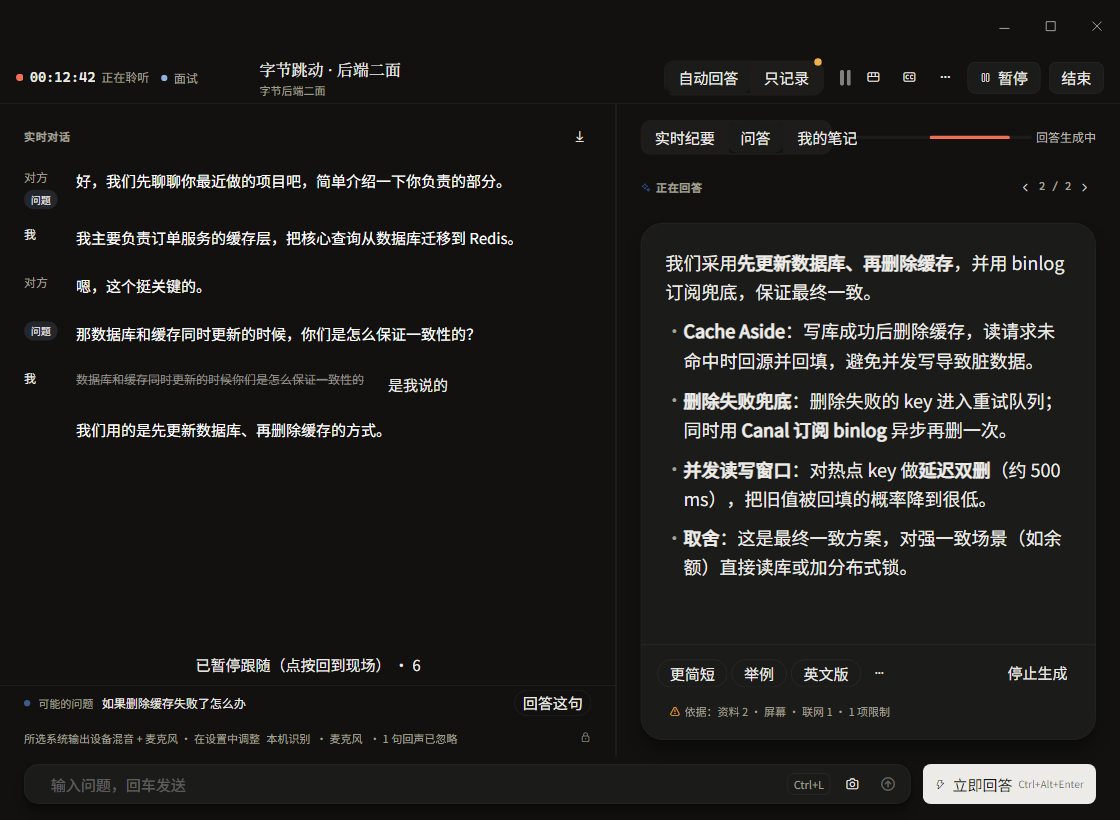 00:12:42 正在聆听 面试
字节跳动 · 后端二面
字节后端二面
自动回答 只记录
CC
暂停
结束
实时对话
对方
问题
好，我们先聊聊你最近做的项目吧，简单介绍一下你负责的部分。
我
我主要负责订单服务的缓存层，把核心查询从数据库迁移到 Redis。
对方
嗯，这个挺关键的。
问题
那数据库和缓存同时更新的时候，你们是怎么保证一致性的？
我
数据库和缓存同时更新的时候你们是怎么保证一致性的 是我说的
我们用的是先更新数据库、再删除缓存的方式。
已暂停跟随（点按回到现场） · 6
可能的问题 如果删除缓存失败了怎么办
回答这句
所选系统输出设备混音 + 麦克风 · 在设置中调整 本机识别 · 麦克风 · 1 句回声已忽略
实时纪要 问答 我的笔记
回答生成中
正在回答
2 / 2
我们采用先更新数据库、再删除缓存，并用 binlog
订阅兜底，保证最终一致。
• Cache Aside：写库成功后删除缓存，读请求未
命中时回源并回填，避免并发写导致脏数据。
• 删除失败兜底：删除失败的 key 进入重试队列；
同时用 Canal 订阅 binlog 异步再删一次。
• 并发读写窗口：对热点 key 做延迟双删（约 500
ms），把旧值被回填的概率降到很低。
• 取舍：这是最终一致方案，对强一致场景（如余
额）直接读库或加分布式锁。
更简短 举例 英文版 ···
停止生成
依据：资料 2 · 屏幕 · 联网 1 · 1 项限制
输入问题，回车发送
Ctrl+L
立即回答 Ctrl+Alt+Enter